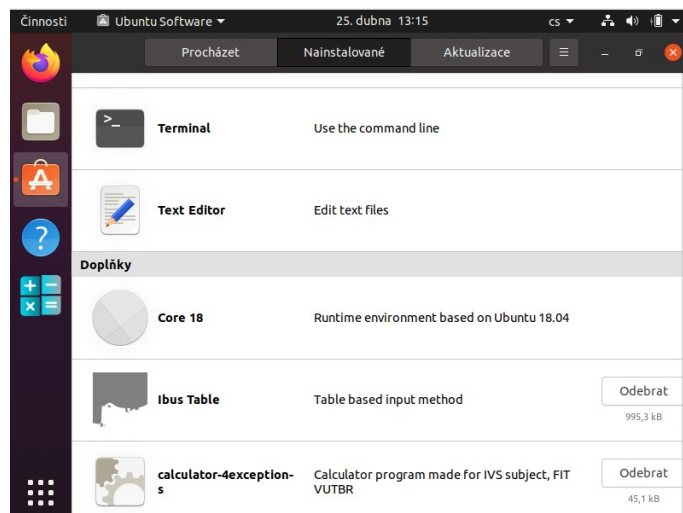 Činnosti Ubuntu Software 25. dubna 13:15 cs
Procházet Nainstalované Aktualizace
Terminal Use the command line
Text Editor Edit text files
Doplňky
Core 18 Runtime environment based on Ubuntu 18.04
Ibus Table Table based input method Odebrat
995,3 kB
calculator-4exception- Calculator program made for IVS subject, FIT Odebrat
s VUTBR
45,1 kB